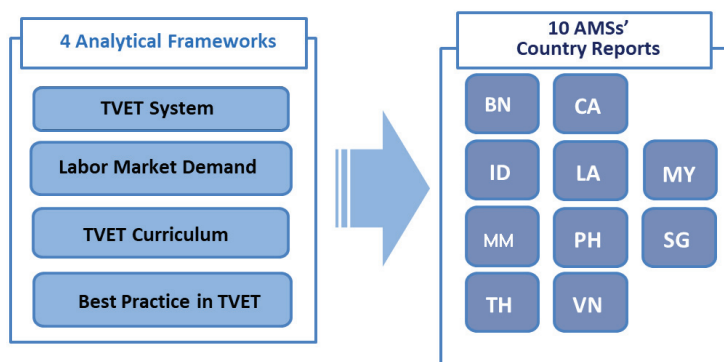 4 Analytical Frameworks
TVET System
Labor Market Demand
TVET Curriculum
Best Practice in TVET
10 AMSs’
Country Reports
BN CA
ID LA MY
MM PH SG
TH VN